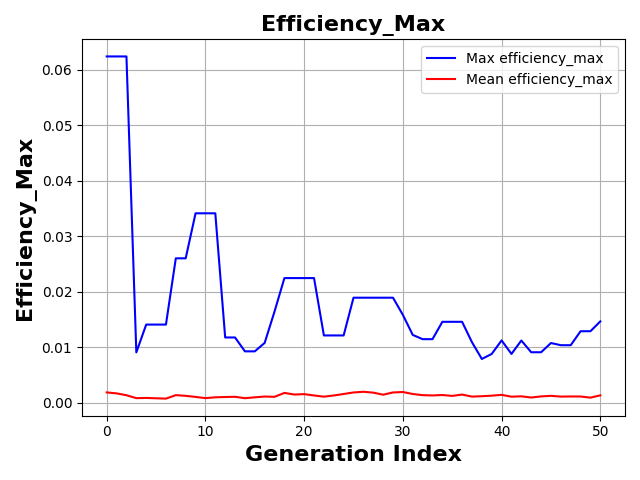 Efficiency_Max
Max efficiency_max
Mean efficiency_max
Efficiency_Max
0.06
0.05
0.04
0.03
0.02
0.01
0.00
0 10 20 30 40 50
Generation Index